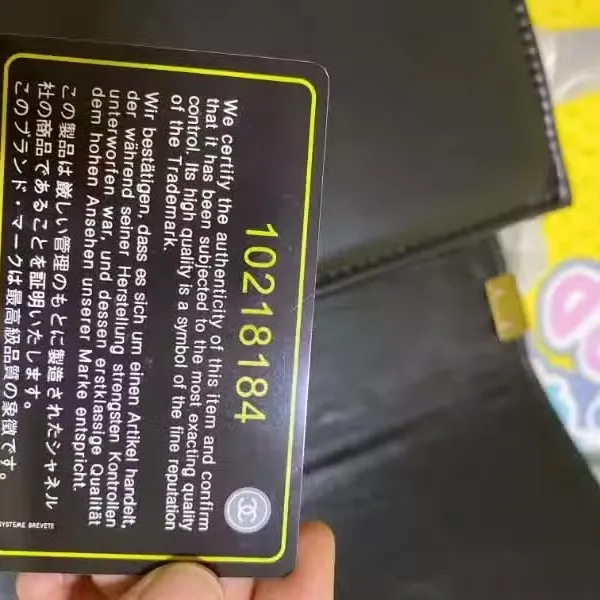 10218184
We certify the authenticity of this item and confirm
that it has been subjected to the most exacting quality
control. Its high quality is a symbol of the fine reputation
of the Trademark.
Wir bestätigen, dass es sich um einen Artikel handelt,
der während seiner Herstellung strengsten Kontrollen
unterworfen war, und dessen erstklassige Qualität
dem hohen Ansehen unserer Marke entspricht.
この製品は厳しい管理のもとに製造されたシャネル
社の商品であることを証明いたします。
このブランド・マークは最高級品質の象徴です。
SYSTEME BREVETE